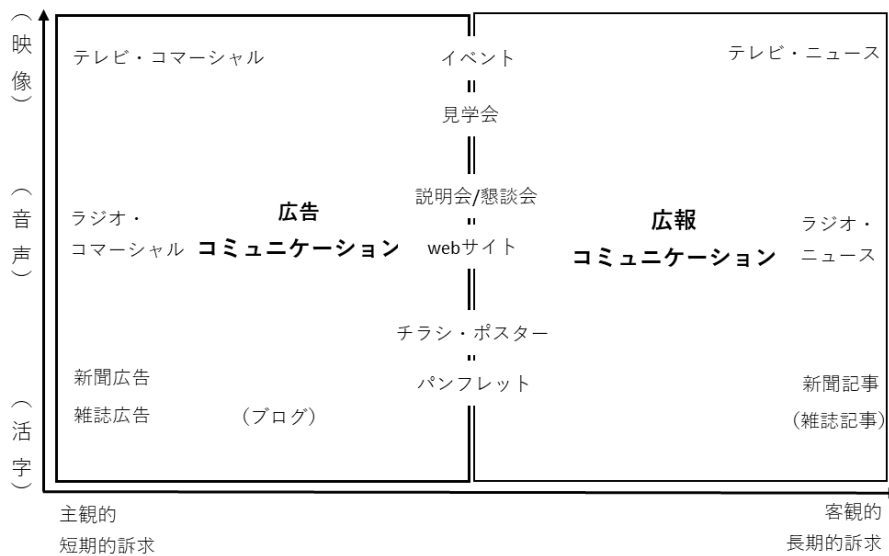 （映像）
テレビ・コマーシャル
イベント
テレビ・ニュース
見学会
（音声）
ラジオ・
コマーシャル
広告
コミュニケーション
説明会/懇談会
webサイト
広報
コミュニケーション
ラジオ・
ニュース
チラシ・ポスター
（活字）
新聞広告
雑誌広告
（ブログ）
パンフレット
新聞記事
（雑誌記事）
主観的
短期的訴求
客観的
長期的訴求